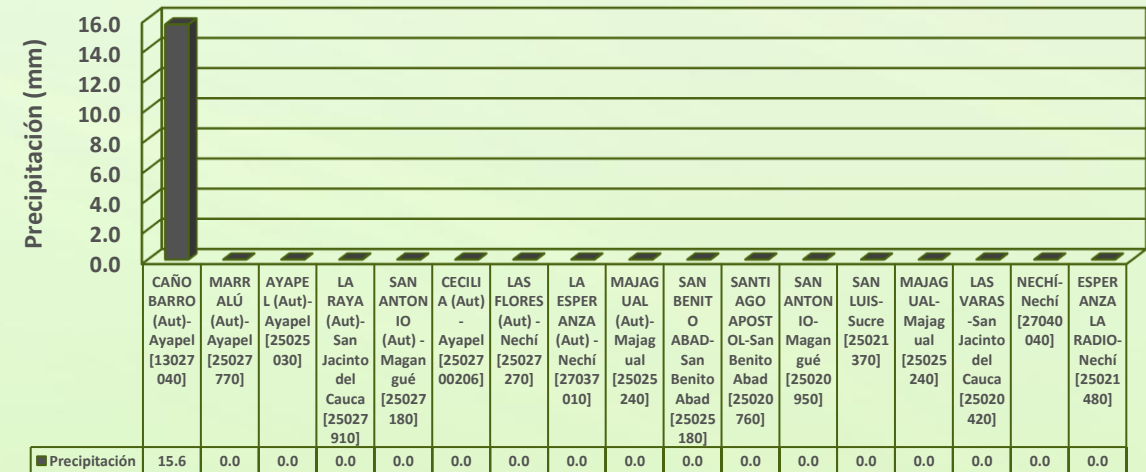 Precipitación (mm)
16.0
14.0
12.0
10.0
8.0
6.0
4.0
2.0
0.0
CAÑO
BARRO
(Aut)-
Ayapel
[13027
040]
MARR
ALÚ
(Aut)-
Ayapel
[25027
770]
AYAPE
L (Aut)-
Ayapel
[25025
030]
LA
RAYA
(Aut)-
San
Jacinto
del
Cauca
[25027
910]
SAN
ANTON
IO
(Aut) -
Magan
gué
[25027
180]
CECILI
A (Aut)
-
Ayapel
[25027
00206]
LAS
FLORES
(Aut) -
Nechí
[25027
270]
LA
ESPER
ANZA
(Aut) -
Nechí
[27037
010]
MAJAG
UAL
(Aut)-
Majag
ual
[25025
240]
SAN
BENIT
O
ABAD-
San
Benito
Abad
[25025
180]
SANTI
AGO
APOST
OL-San
Benito
Abad
[25020
760]
SAN
ANTON
IO-
Magan
gué
[25020
950]
SAN
LUIS-
Sucre
[25021
370]
MAJAG
UAL-
Majag
ual
[25025
240]
LAS
VARAS
-San
Jacinto
del
Cauca
[25020
420]
NECHÍ-
Nechí
[27040
040]
ESPER
ANZA
LA
RADIO-
Nechí
[25021
480]
Precipitación 15.6 0.0 0.0 0.0 0.0 0.0 0.0 0.0 0.0 0.0 0.0 0.0 0.0 0.0 0.0 0.0 0.0